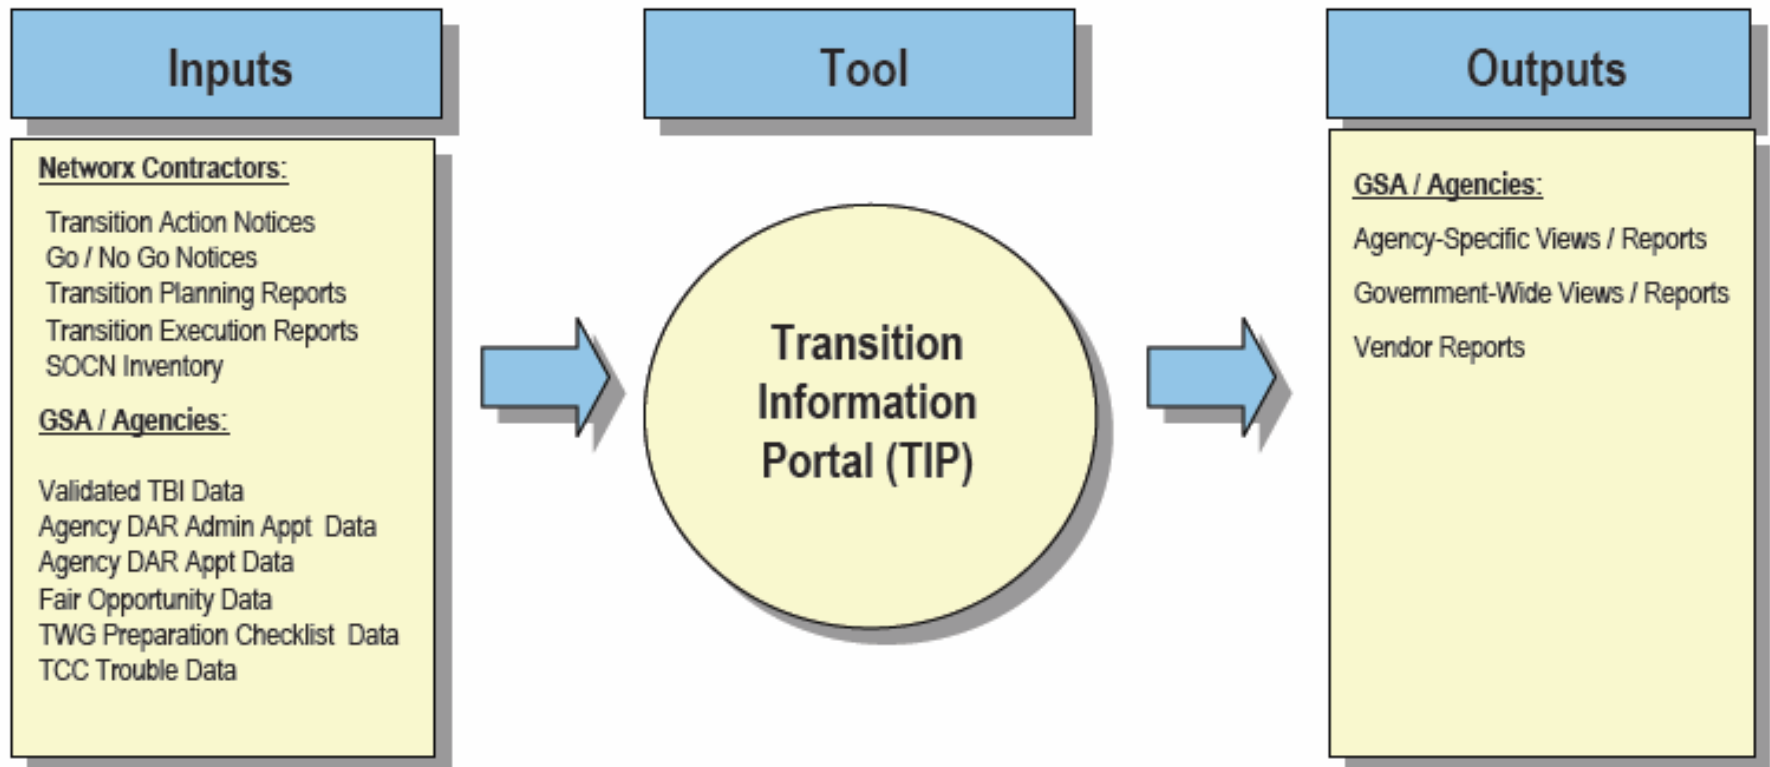 Inputs
Networx Contractors:
Transition Action Notices
Go / No Go Notices
Transition Planning Reports
Transition Execution Reports
SOCN Inventory
GSA / Agencies:
Validated TBI Data
Agency DAR Admin Appt Data
Agency DAR Appt Data
Fair Opportunity Data
TWG Preparation Checklist Data
TCC Trouble Data
Tool
Transition
Information
Portal (TIP)
Outputs
GSA / Agencies:
Agency-Specific Views / Reports
Government-Wide Views / Reports
Vendor Reports